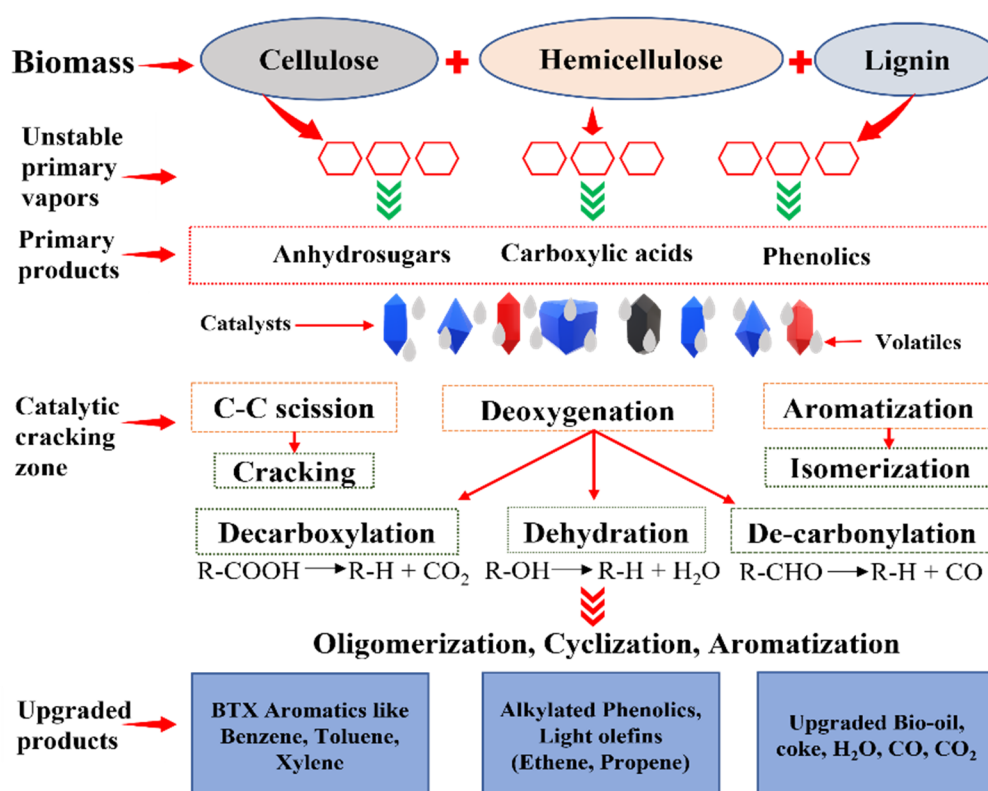 Biomass
Cellulose + Hemicellulose + Lignin
Unstable
primary
vapors
Primary
products
Anhydrosugars Carboxylic acids Phenolics
Catalysts
Volatiles
Catalytic
cracking
zone
C-C scission
Deoxygenation
Aromatization
Cracking
Isomerization
Decarboxylation
Dehydration
De-carbonylation
R-COOH→R-H + CO₂
R-OH→R-H + H₂O
R-CHO→R-H + CO
Oligomerization, Cyclization, Aromatization
Upgraded
products
BTX Aromatics like
Benzene, Toluene,
Xylene
Alkylated Phenolics,
Light olefins
(Ethene, Propene)
Upgraded Bio-oil,
coke, H₂O, CO, CO₂